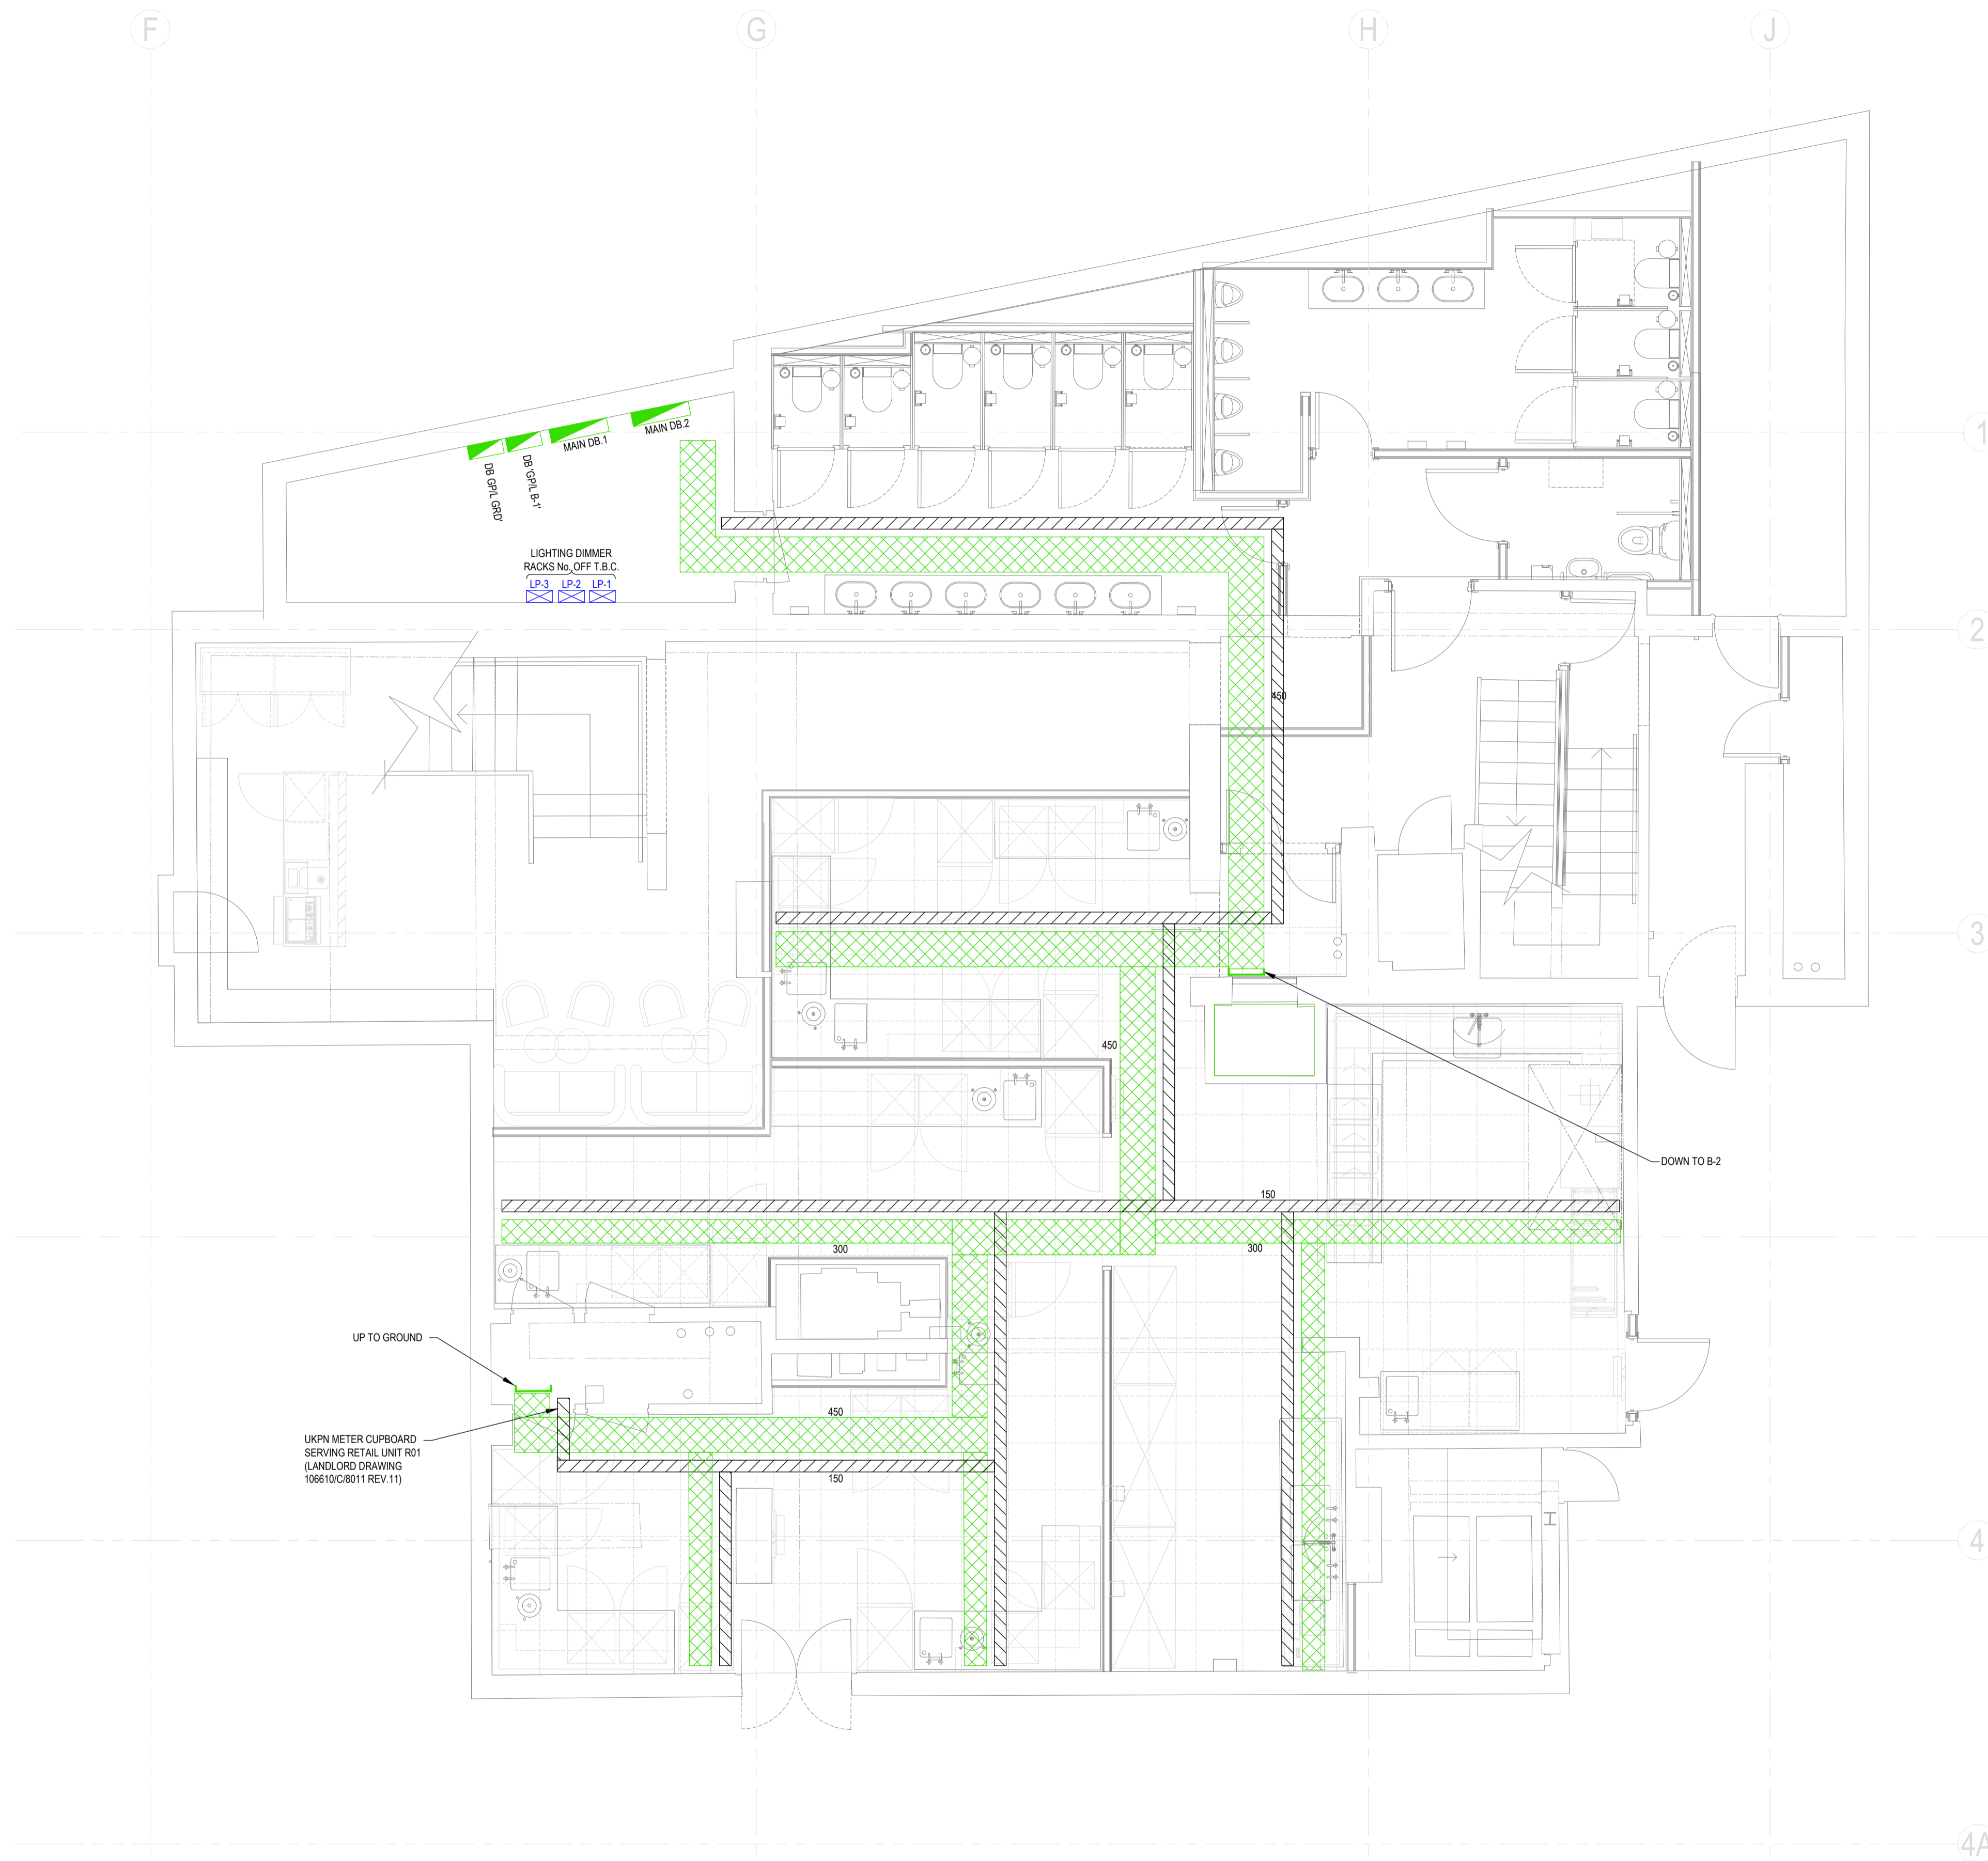 F
G
H
J
1
MAIN DB.2
MAIN DB.1
DB 'GP/L B-1'
DB GP/L GRD'
LIGHTING DIMMER
RACKS No. OFF T.B.C.
LP-3 LP-2 LP-1
2
450
3
450
DOWN TO B-2
150
300
300
UP TO GROUND
450
UKPN METER CUPBOARD
SERVING RETAIL UNIT R01
(LANDLORD DRAWING
106610/C/8011 REV.11)
150
4
4A